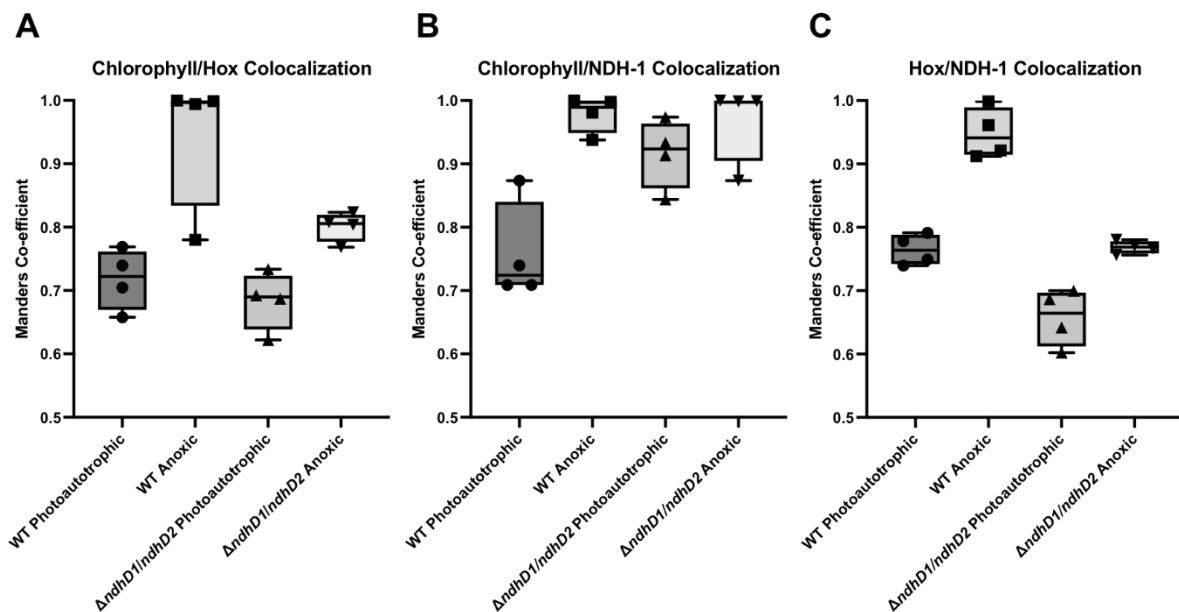 A
Chlorophyll/Hox Colocalization
Manders Co-efficient
1.0
0.9
0.8
0.7
0.6
0.5
WT Photoautotrophic
WT Anoxic
ΔndhD1/ndhD2 Photoautotrophic
ΔndhD1/ndhD2 Anoxic
B
Chlorophyll/NDH-1 Colocalization
Manders Co-efficient
1.0
0.9
0.8
0.7
0.6
0.5
WT Photoautotrophic
WT Anoxic
ΔndhD1/ndhD2 Photoautotrophic
ΔndhD1/ndhD2 Anoxic
C
Hox/NDH-1 Colocalization
Manders Co-efficient
1.0
0.9
0.8
0.7
0.6
0.5
WT Photoautotrophic
WT Anoxic
ΔndhD1/ndhD2 Photoautotrophic
ΔndhD1/ndhD2 Anoxic